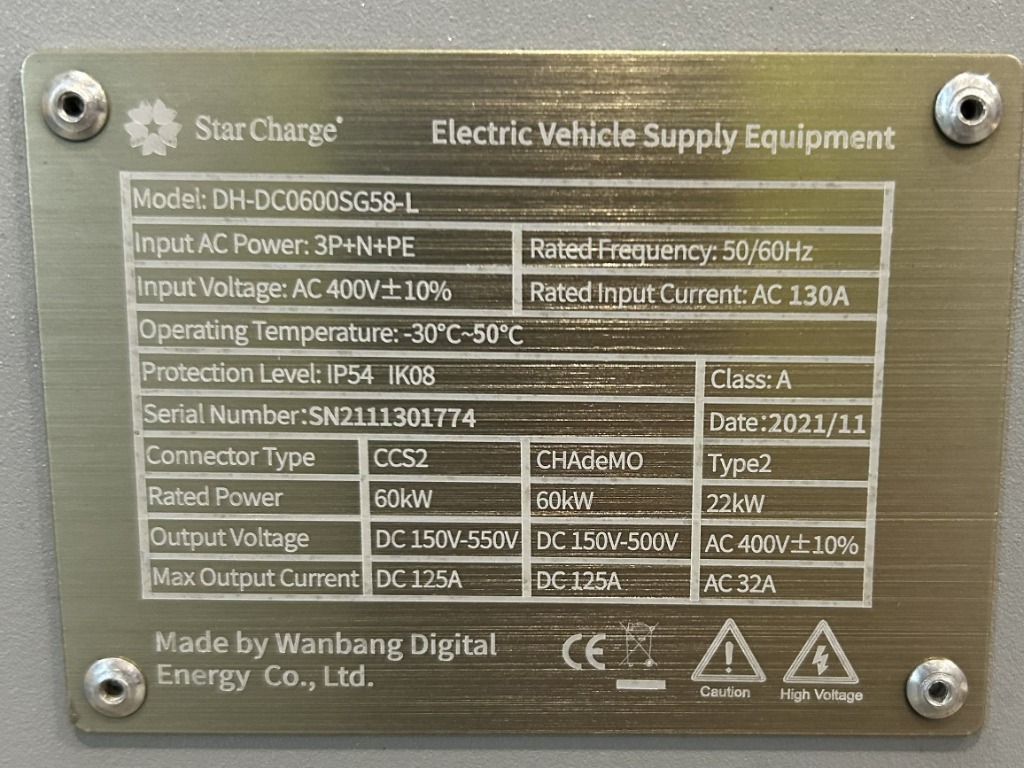 StarCharge® Electric Vehicle Supply Equipment
Model: DH-DC0600SG58-L
Input AC Power: 3P+N+PE Rated Frequency: 50/60Hz
Input Voltage: AC 400V±10% Rated Input Current: AC 130A
Operating Temperature: -30°C~50°C
Protection Level: IP54 IK08 Class: A
Serial Number:SN2111301774 Date:2021/11
Connector Type CCS2 CHAdeMO Type2
Rated Power 60kW 60kW 22kW
Output Voltage DC 150V-550V DC 150V-500V AC 400V±10%
Max Output Current DC 125A DC 125A AC 32A
Made by Wanbang Digital
Energy Co., Ltd.
CE
Caution High Voltage